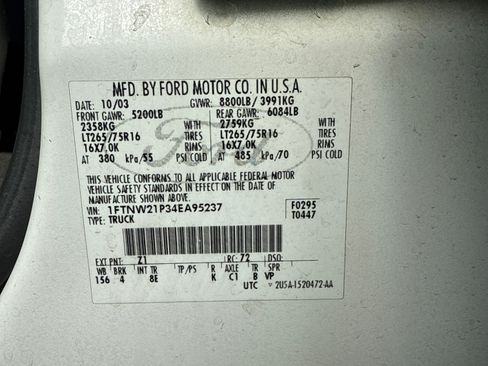 MFD. BY FORD MOTOR CO. IN U.S.A.
DATE: 10/03 GVWR: 8800LB/ 3991KG
FRONT GAWR: 5200LB REAR GAWR: 6084LB
2358KG WITH 2759KG WITH
LT265/75R16 TIRES LT265/75R16 TIRES
16X7.0K RIMS 16X7.0K RIMS
AT 380 kPa/55 PSI COLD AT 485 kPa/70 PSI COLD
THIS VEHICLE CONFORMS TO ALL APPLICABLE FEDERAL MOTOR
VEHICLE SAFETY STANDARDS IN EFFECT ON THE DATE OF
MANUFACTURE SHOWN ABOVE.
VIN: 1FTNW21P34EA95237 F0295
TYPE: TRUCK T0447
Ford
EXT PNT: Z1 RC: 72 DSO:
WB BRK INT TR TP/PS R AXLE TR SPR
156 4 8E K C1 B VP
UTC 2U5A-1520472-AA